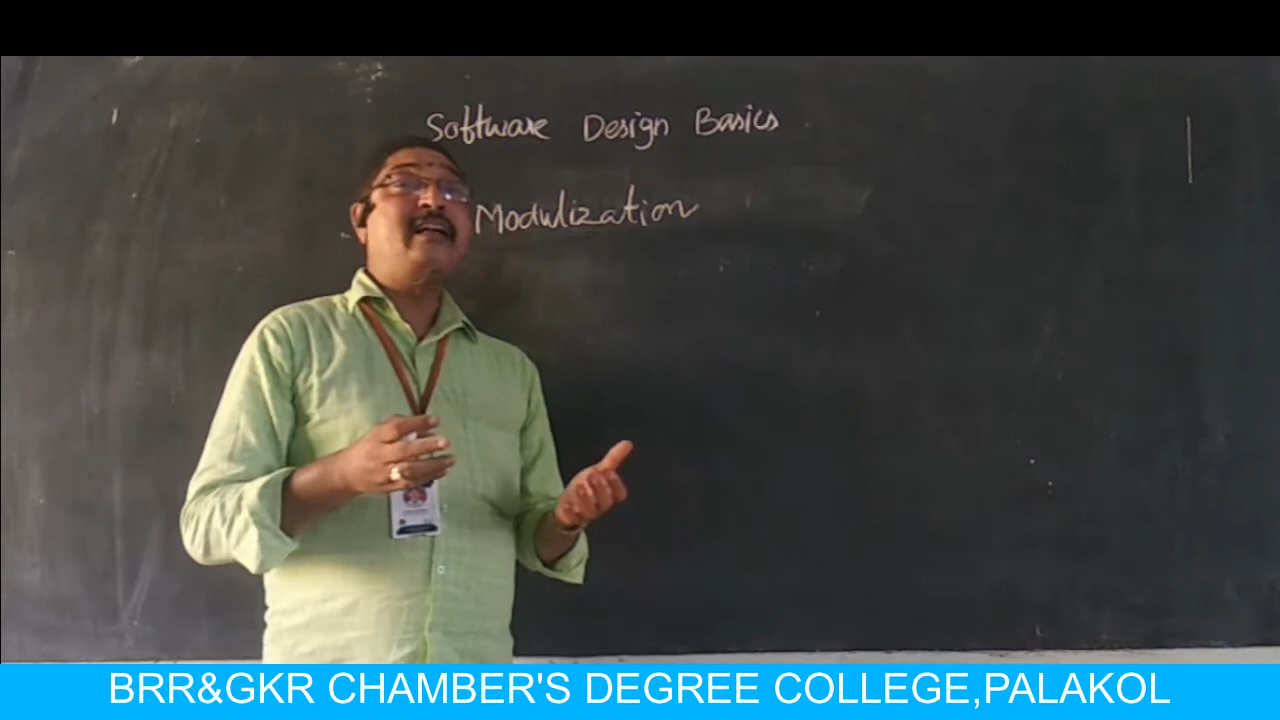 Software Design Basics
Modulization
BRR&GKR CHAMBER'S DEGREE COLLEGE,PALAKOL